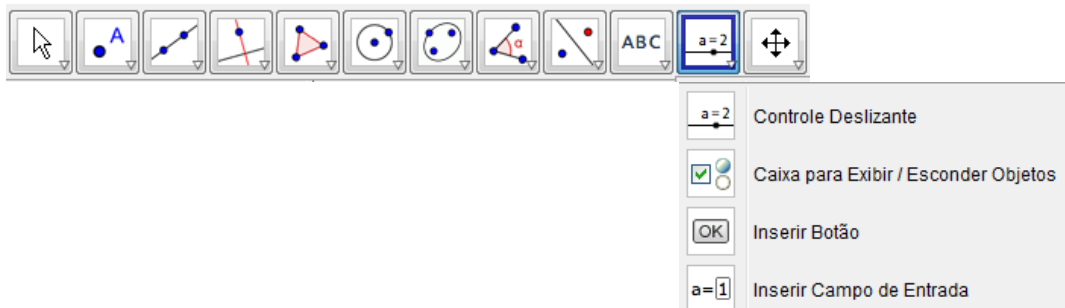 A
α
ABC
a=2
a=2
Controle Deslizante
Caixa para Exibir / Esconder Objetos
OK
Inserir Botão
a=1
Inserir Campo de Entrada